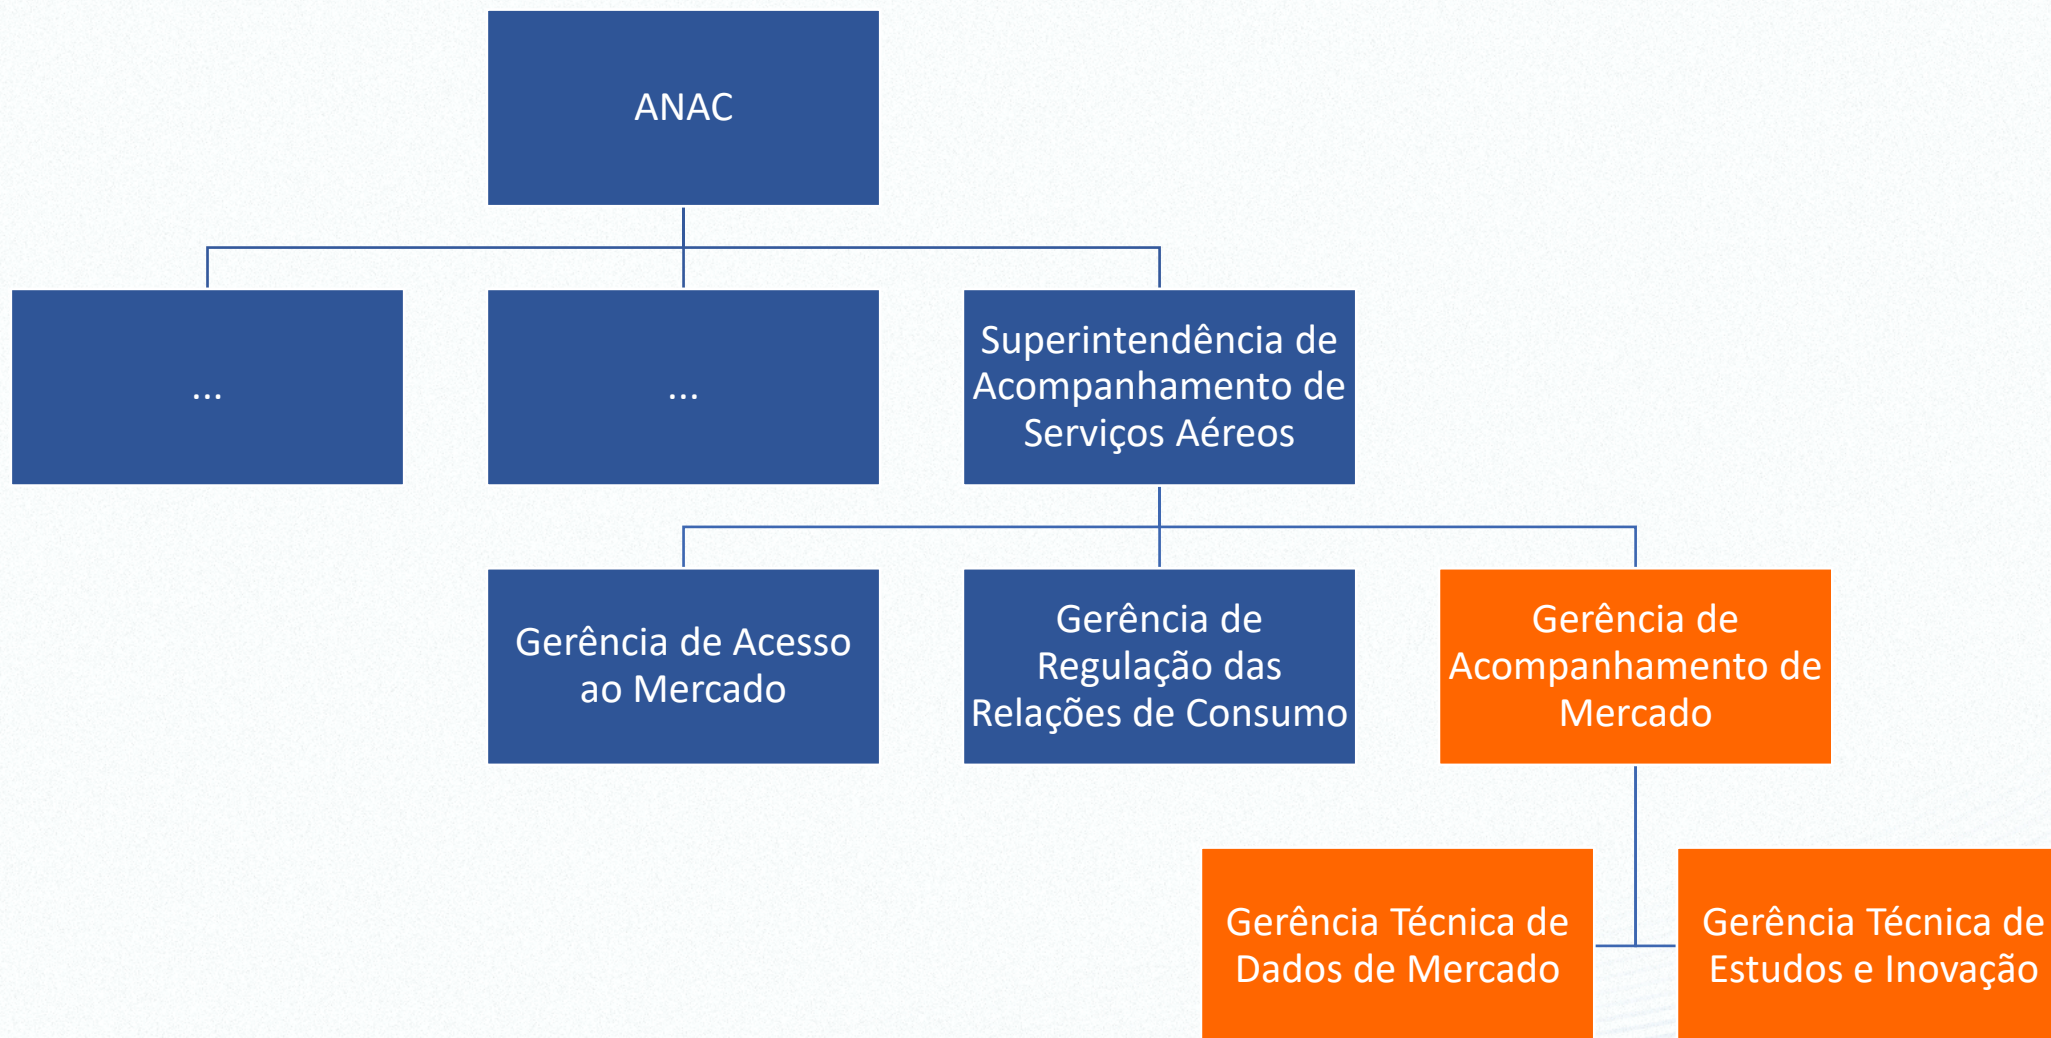 ANAC
...
...
Superintendência de
Acompanhamento de
Serviços Aéreos
Gerência de Acesso
ao Mercado
Gerência de
Regulação das
Relações de Consumo
Gerência de
Acompanhamento de
Mercado
Gerência Técnica de
Dados de Mercado
Gerência Técnica de
Estudos e Inovação